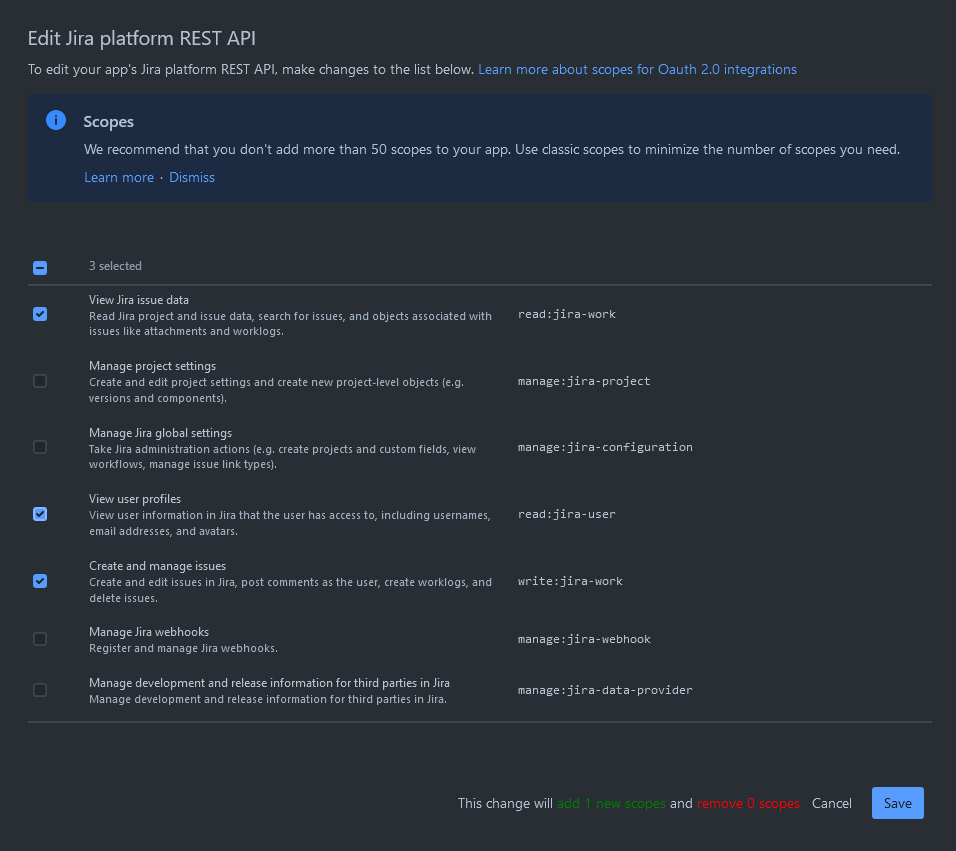 Edit Jira platform REST API
To edit your app's Jira platform REST API, make changes to the list below. Learn more about scopes for Oauth 2.0 integrations
Scopes
We recommend that you don't add more than 50 scopes to your app. Use classic scopes to minimize the number of scopes you need.
Learn more · Dismiss
3 selected
View Jira issue data
Read Jira project and issue data, search for issues, and objects associated with
issues like attachments and worklogs.
read:jira-work
Manage project settings
Create and edit project settings and create new project-level objects (e.g.
versions and components).
manage:jira-project
Manage Jira global settings
Take Jira administration actions (e.g. create projects and custom fields, view
workflows, manage issue link types).
manage:jira-configuration
View user profiles
View user information in Jira that the user has access to, including usernames,
email addresses, and avatars.
read:jira-user
Create and manage issues
Create and edit issues in Jira, post comments as the user, create worklogs, and
delete issues.
write:jira-work
Manage Jira webhooks
Register and manage Jira webhooks.
manage:jira-webhook
Manage development and release information for third parties in Jira
Manage development and release information for third parties in Jira.
manage:jira-data-provider
This change will add 1 new scopes and remove 0 scopes Cancel Save